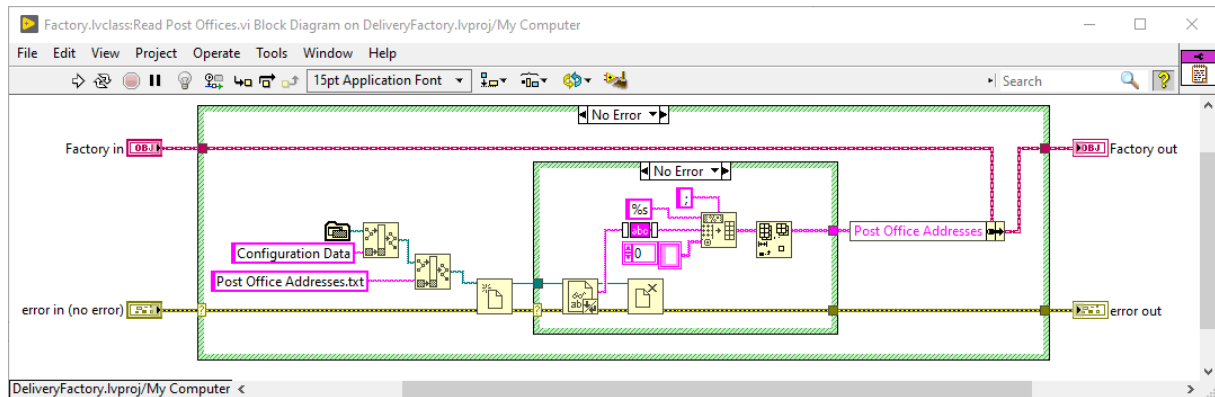 Factory.lvclass:Read Post Offices.vi Block Diagram on DeliveryFactory.lvproj/My Computer
File Edit View Project Operate Tools Window Help
15pt Application Font
Search
No Error
Factory in
OBJ
OBJ
Factory out
No Error
;
%s
abc
Post Office Addresses
Configuration Data
0
Post Office Addresses.txt
error in (no error)
error out
DeliveryFactory.lvproj/My Computer